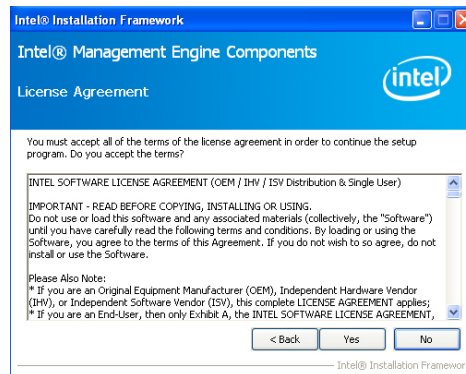 Intel® Installation Framework
Intel® Management Engine Components
License Agreement
intel
You must accept all of the terms of the license agreement in order to continue the setup
program. Do you accept the terms?
INTEL SOFTWARE LICENSE AGREEMENT (OEM / IHV / ISV Distribution & Single User)
IMPORTANT - READ BEFORE COPYING, INSTALLING OR USING.
Do not use or load this software and any associated materials (collectively, the "Software")
until you have carefully read the following terms and conditions. By loading or using the
Software, you agree to the terms of this Agreement. If you do not wish to so agree, do not
install or use the Software.
Please Also Note:
* If you are an Original Equipment Manufacturer (OEM), Independent Hardware Vendor
(IHV), or Independent Software Vendor (ISV), this complete LICENSE AGREEMENT applies;
* If you are an End-User, then only Exhibit A, the INTEL SOFTWARE LICENSE AGREEMENT,
< Back
Yes
No
Intel® Installation Framewor